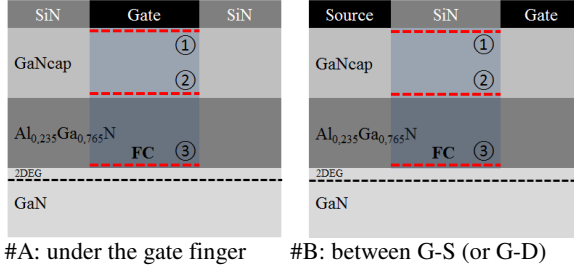 SiN Gate SiN
①
GaNcap
②
Al0,235Ga0,765N
③
FC
2DEG
GaN
#A: under the gate finger
Source SiN Gate
①
GaNcap
②
Al0,235Ga0,765N
③
FC
2DEG
GaN
#B: between G-S (or G-D)